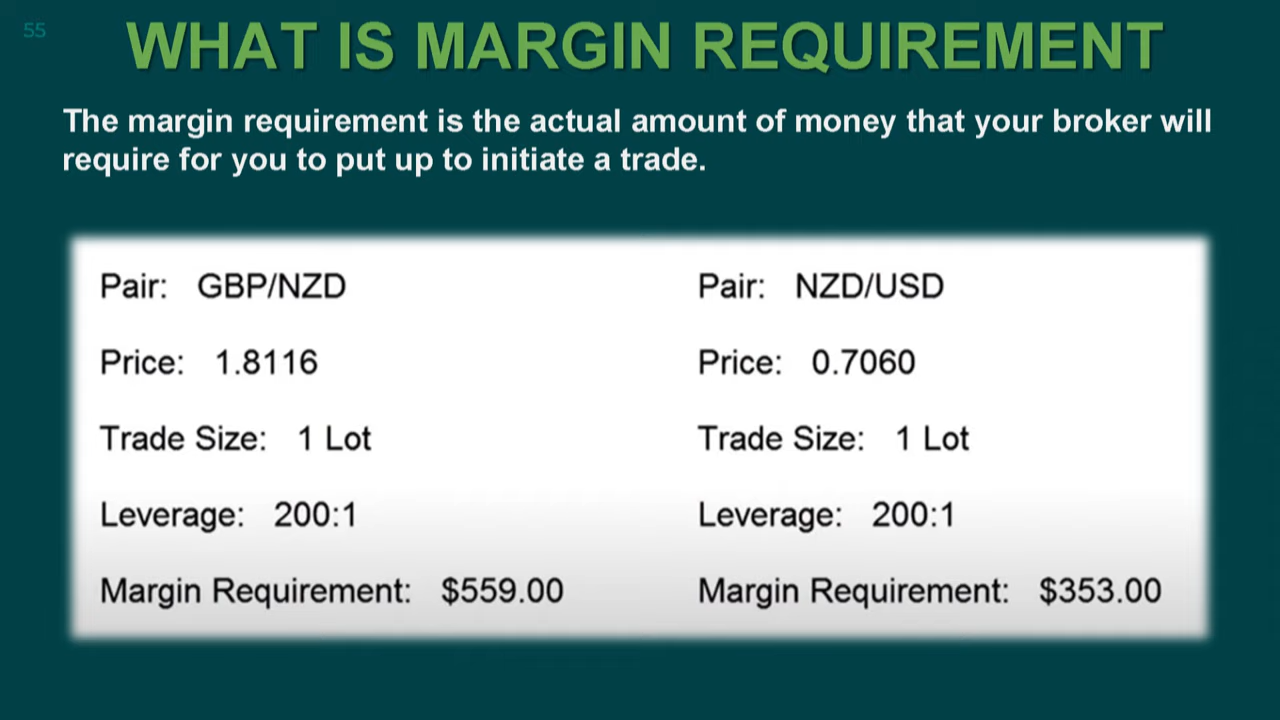 55
WHAT IS MARGIN REQUIREMENT
The margin requirement is the actual amount of money that your broker will
require for you to put up to initiate a trade.
Pair: GBP/NZD
Price: 1.8116
Trade Size: 1 Lot
Leverage: 200:1
Margin Requirement: $559.00
Pair: NZD/USD
Price: 0.7060
Trade Size: 1 Lot
Leverage: 200:1
Margin Requirement: $353.00